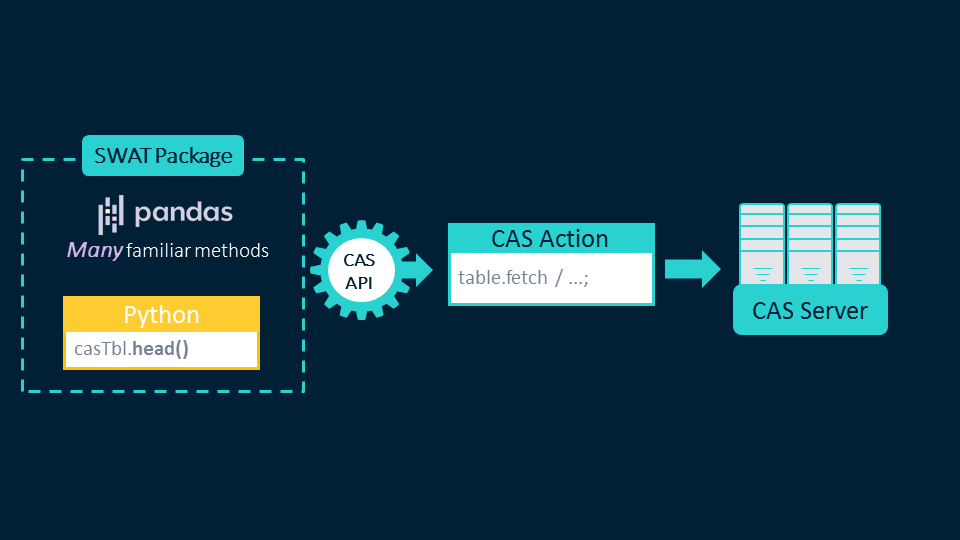 SWAT Package
pandas
Many familiar methods
Python
casTbl.head()
CAS
API
CAS Action
table.fetch / ...;
CAS Server